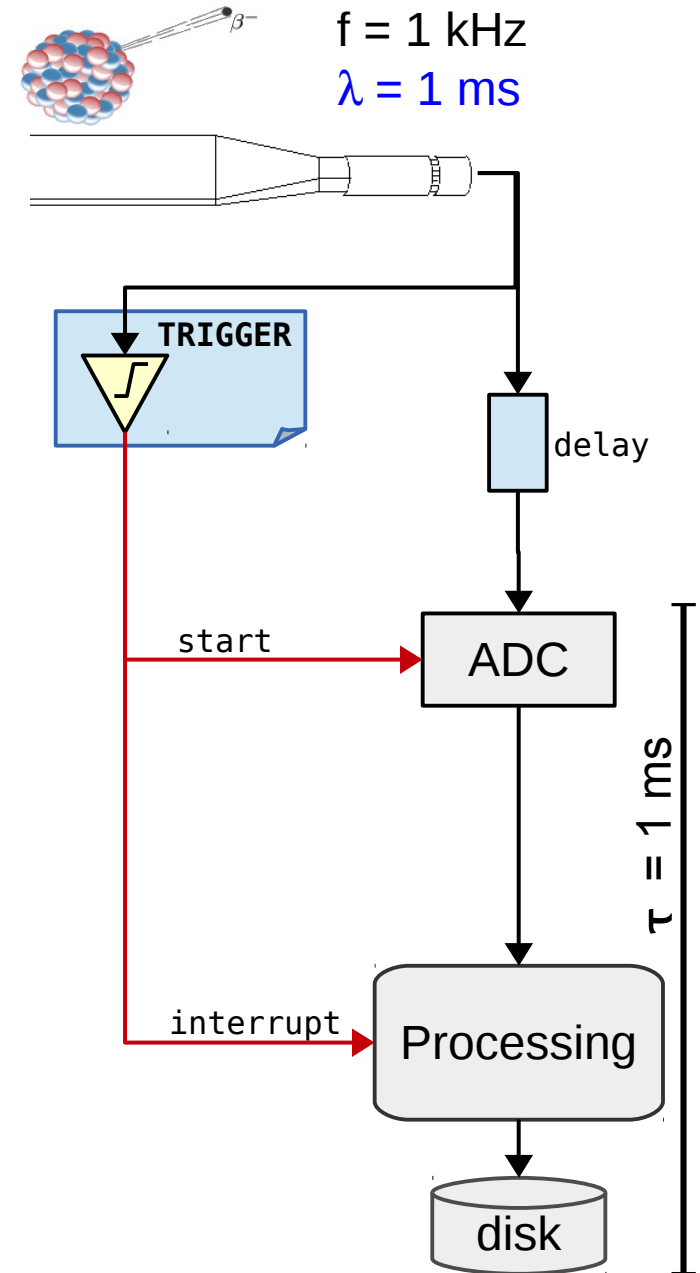 β⁻
f = 1 kHz
λ = 1 ms
TRIGGER
delay
start
ADC
τ = 1 ms
interrupt
Processing
disk